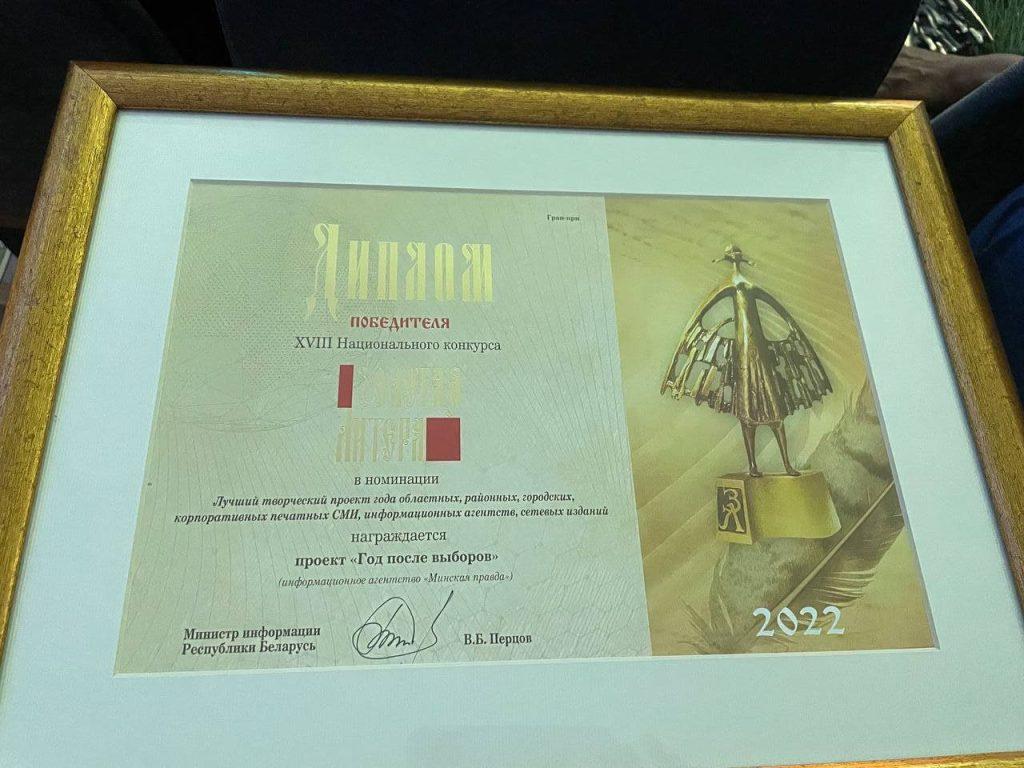 Гран-при
Диплом
ПОБЕДИТЕЛЯ
XVIII Национального конкурса
ЗОЛОТАЯ
ЛИТЕРА
в номинации
Лучший творческий проект года областных, районных, городских,
корпоративных печатных СМИ, информационных агентств, сетевых изданий
награждается
проект «Год после выборов»
(информационное агентство «Минская правда»)
Министр информации
Республики Беларусь
В.Б. Перцов
ЗЛ
2022